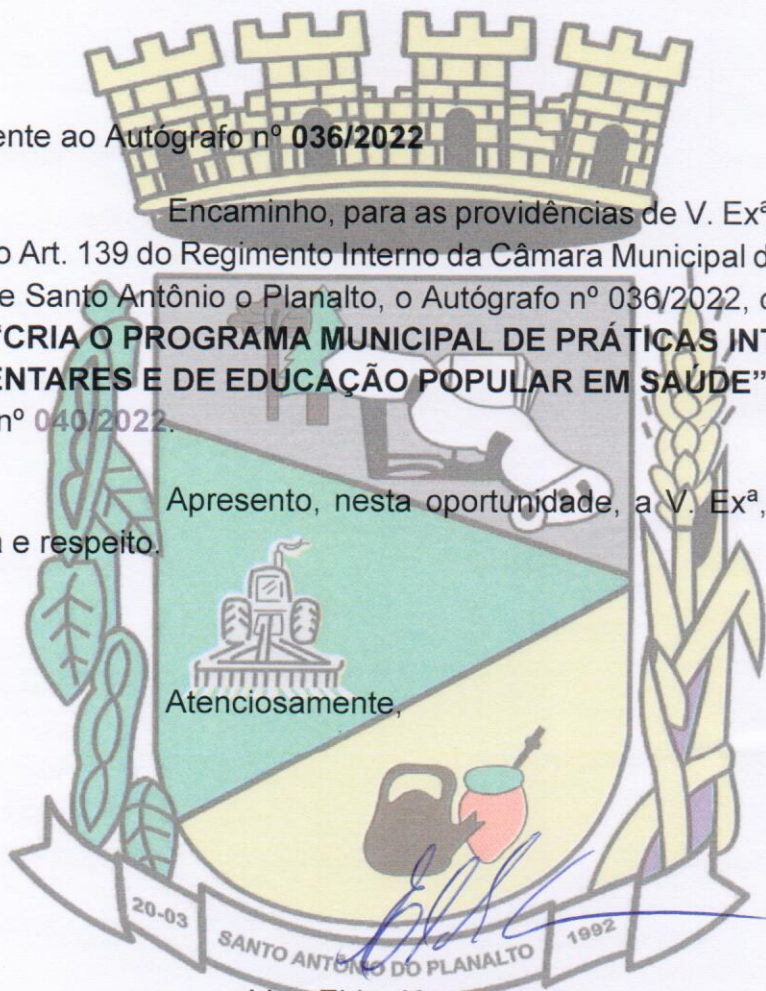 ente ao Autógrafo nº 036/2022
Encaminho, para as providências de V. Exª
o Art. 139 do Regimento Interno da Câmara Municipal d
e Santo Antônio o Planalto, o Autógrafo nº 036/2022, c
“CRIA O PROGRAMA MUNICIPAL DE PRÁTICAS INT
ENTARES E DE EDUCAÇÃO POPULAR EM SAÚDE”
nº 040/2022.
Apresento, nesta oportunidade, a V. Exª,
a e respeito.
Atenciosamente,
20-03
SANTO ANTÔNIO DO PLANALTO
1992